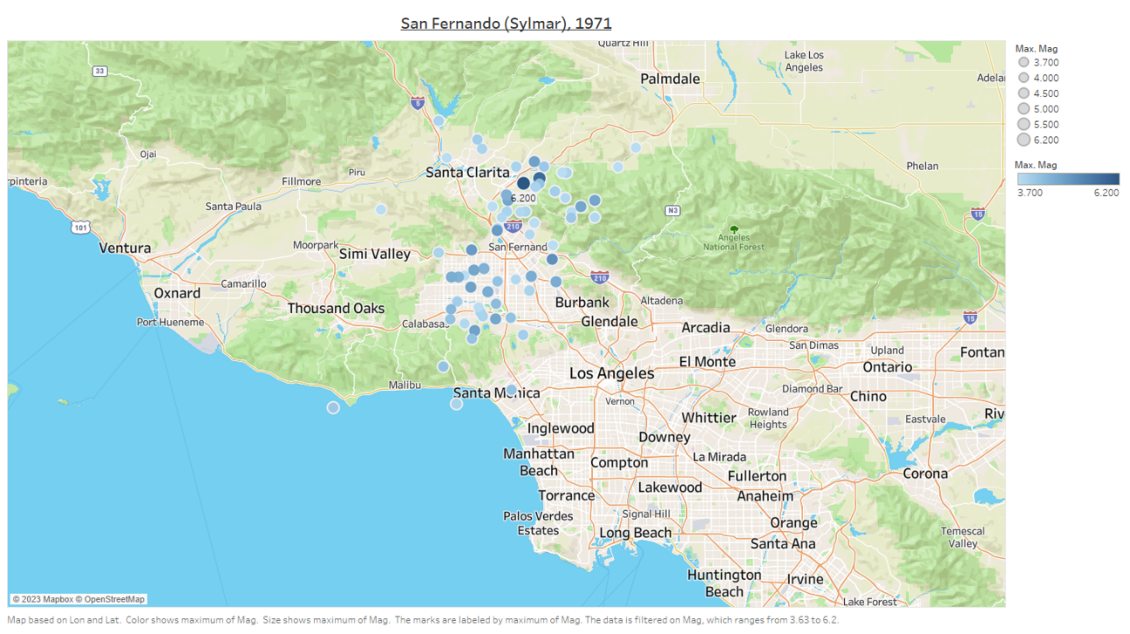 San Fernando (Sylmar), 1971
Quartz Hill
Lake Los
Angeles
Max. Mag
3.700
4.000
4.500
5.000
5.500
6.200
Max. Mag
3.700 6.200
33
5
Palmdale
Adela
Ojai
Santa Clarita
Phelan
rpinteria
Fillmore
Piru
6.200
Santa Paula
N3
15
101
210
Angeles
National Forest
Ventura
Moorpark
Simi Valley
San Fernand
210
Camarillo
Oxnard
Thousand Oaks
Burbank
Altadena
Port Hueneme
Calabasas
Glendale
Arcadia
Glendora
15
San Dimas
Upland
Fontan
El Monte
Ontario
Los Angeles
Malibu
Santa Monica
Diamond Bar
Chino
Vernon
Whittier
Rowland
Heights
Eastvale
Riv
Inglewood
Downey
Manhattan
Beach
Compton
La Mirada
Fullerton
Corona
Lakewood
Torrance
Anaheim
Palos Verdes
Estates
Signal Hill
Orange
Long Beach
Temescal
Valley
Santa Ana
Huntington
Beach
Irvine
Lake Forest
© 2023 Mapbox © OpenStreetMap
Map based on Lon and Lat. Color shows maximum of Mag. Size shows maximum of Mag. The marks are labeled by maximum of Mag. The data is filtered on Mag, which ranges from 3.63 to 6.2.